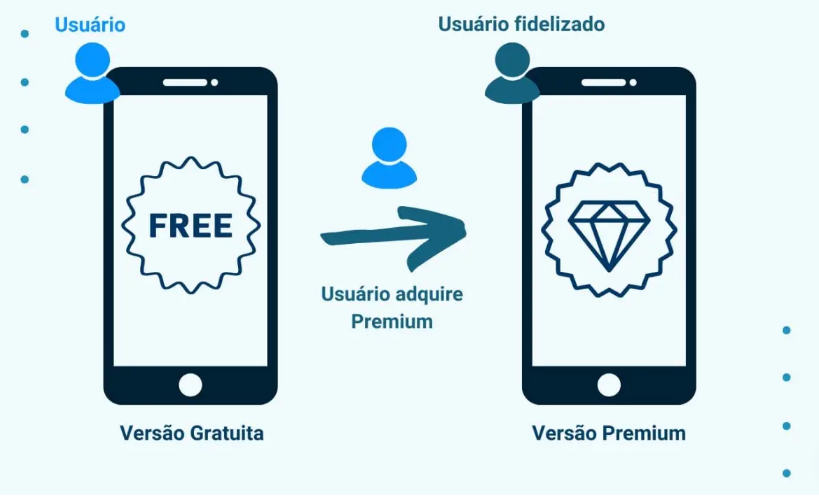 Usuário
Usuário fidelizado
FREE
Usuário adquire
Premium
Versão Gratuita
Versão Premium